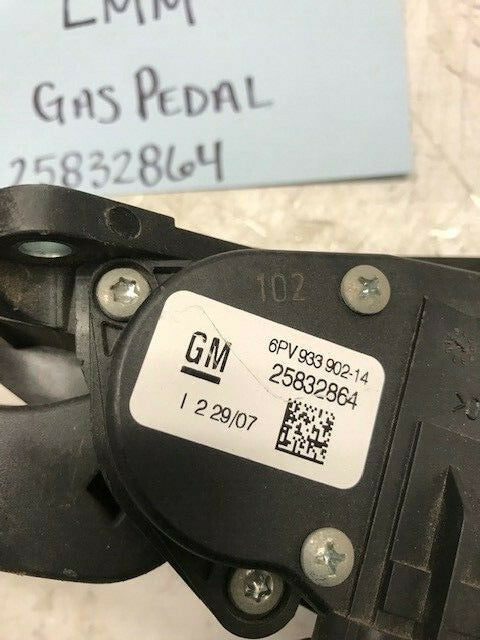 LMM
GAS PEDAL
25832864
102
GM
6PV 933 902-14
25832864
I 2 29/07